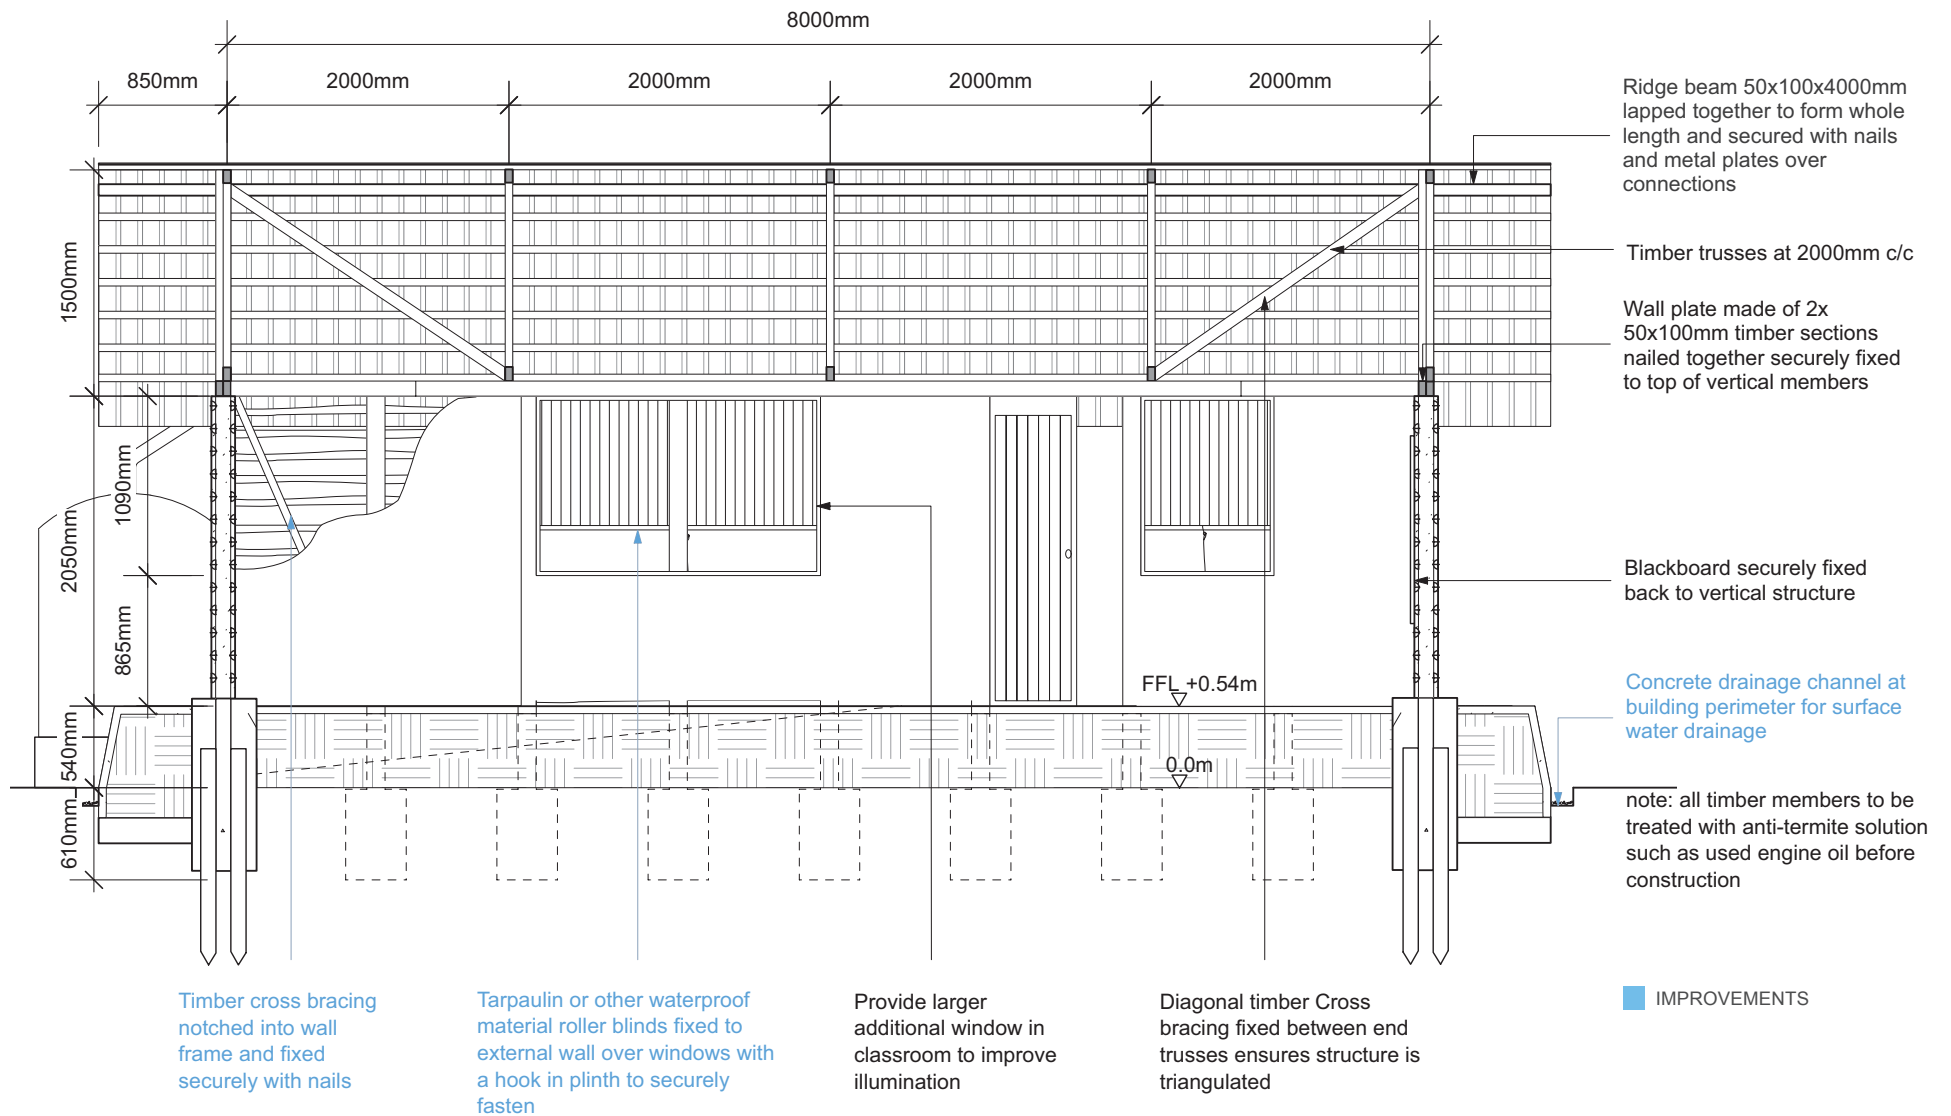 8000mm
850mm
2000mm
2000mm
2000mm
2000mm
Ridge beam 50x100x4000mm
lapped together to form whole
length and secured with nails
and metal plates over
connections
1500mm
Timber trusses at 2000mm c/c
Wall plate made of 2x
50x100mm timber sections
nailed together securely fixed
to top of vertical members
1090mm
2050mm
865mm
Blackboard securely fixed
back to vertical structure
FFL +0.54m
Concrete drainage channel at
building perimeter for surface
water drainage
540mm
0.0m
610mm
note: all timber members to be
treated with anti-termite solution
such as used engine oil before
construction
Timber cross bracing
notched into wall
frame and fixed
securely with nails
Tarpaulin or other waterproof
material roller blinds fixed to
external wall over windows with
a hook in plinth to securely
fasten
Provide larger
additional window in
classroom to improve
illumination
Diagonal timber Cross
bracing fixed between end
trusses ensures structure is
triangulated
IMPROVEMENTS